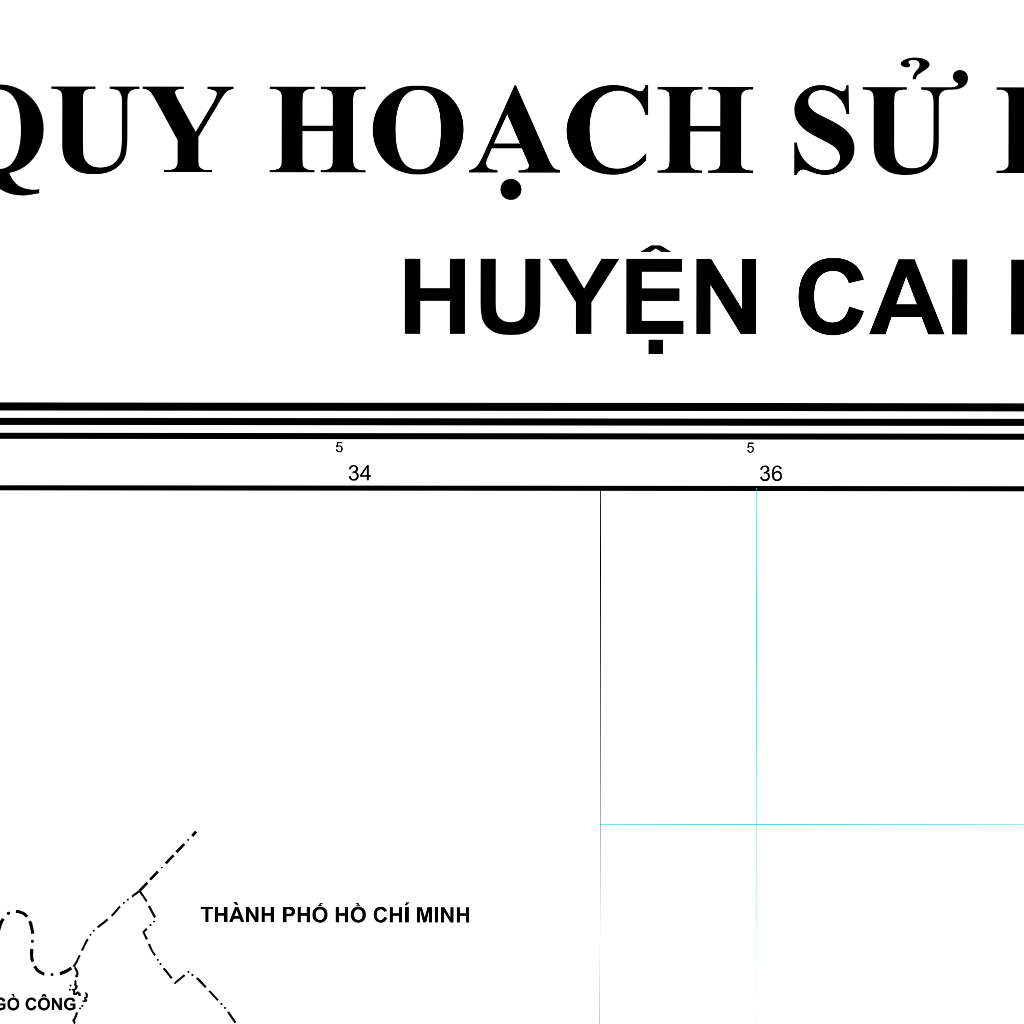 QUY HOẠCH SỬ
HUYỆN CAI
5 5
34 36
THÀNH PHỐ HỒ CHÍ MINH
GÒ CÔNG